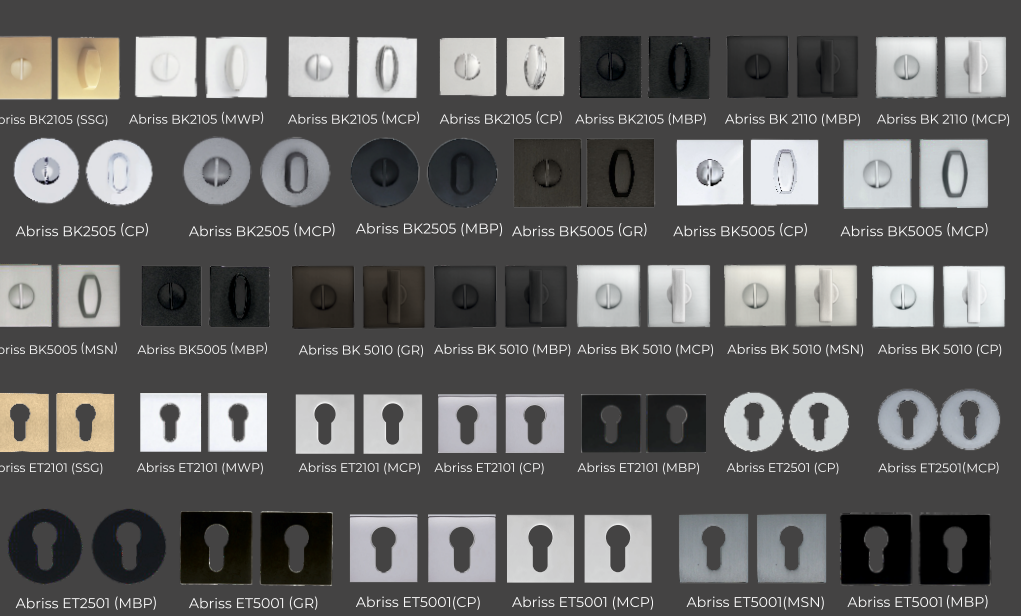 briss BK2105 (SSG) Abriss BK2105 (MWP) Abriss BK2105 (MCP) Abriss BK2105 (CP) Abriss BK2105 (MBP) Abriss BK 2110 (MBP) Abriss BK 2110 (MCP)
Abriss BK2505 (CP) Abriss BK2505 (MCP) Abriss BK2505 (MBP) Abriss BK5005 (GR) Abriss BK5005 (CP) Abriss BK5005 (MCP)
briss BK5005 (MSN) Abriss BK5005 (MBP) Abriss BK 5010 (GR) Abriss BK 5010 (MBP) Abriss BK 5010 (MCP) Abriss BK 5010 (MSN) Abriss BK 5010 (CP)
briss ET2101 (SSG) Abriss ET2101 (MWP) Abriss ET2101 (MCP) Abriss ET2101 (CP) Abriss ET2101 (MBP) Abriss ET2501 (CP) Abriss ET2501(MCP)
Abriss ET2501 (MBP) Abriss ET5001 (GR) Abriss ET5001(CP) Abriss ET5001 (MCP) Abriss ET5001(MSN) Abriss ET5001 (MBP)